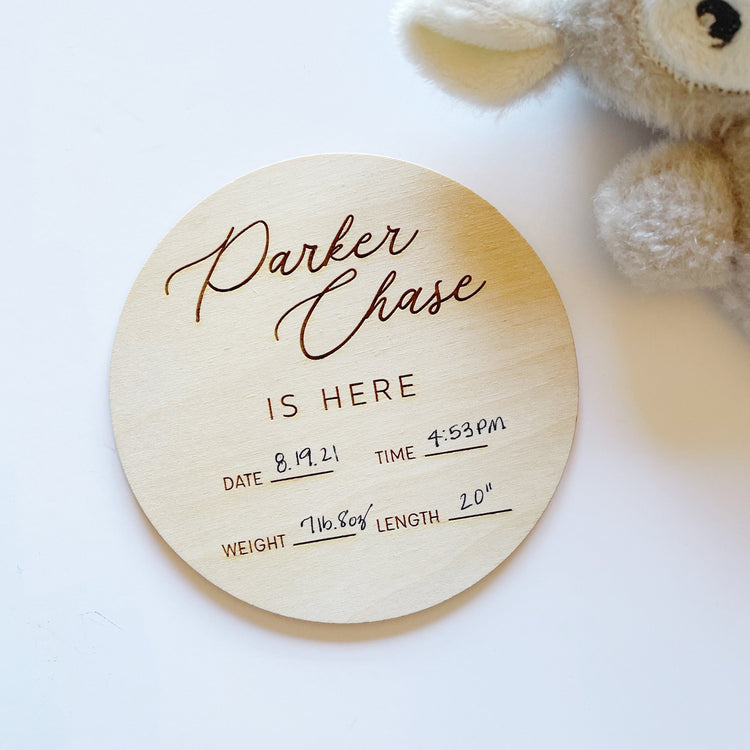 Parker
Chase
IS HERE
DATE 8.19.21 TIME 4:53PM
WEIGHT 7lb.8oz LENGTH 20"